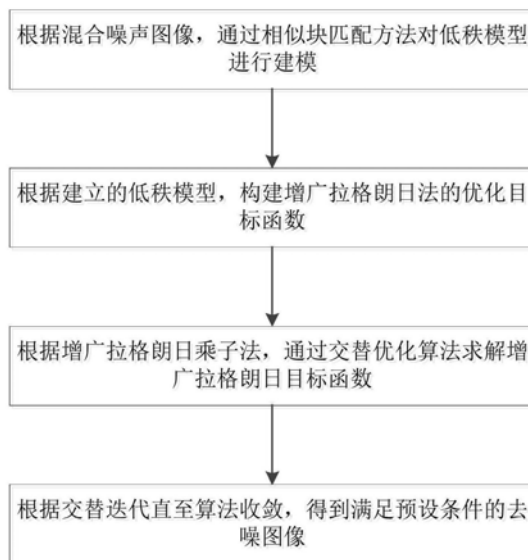 根据混合噪声图像，通过相似块匹配方法对低秩模型
进行建模
根据建立的低秩模型，构建增广拉格朗日法的优化目
标函数
根据增广拉格朗日乘子法，通过交替优化算法求解增
广拉格朗日目标函数
根据交替迭代直至算法收敛，得到满足预设条件的去
噪图像